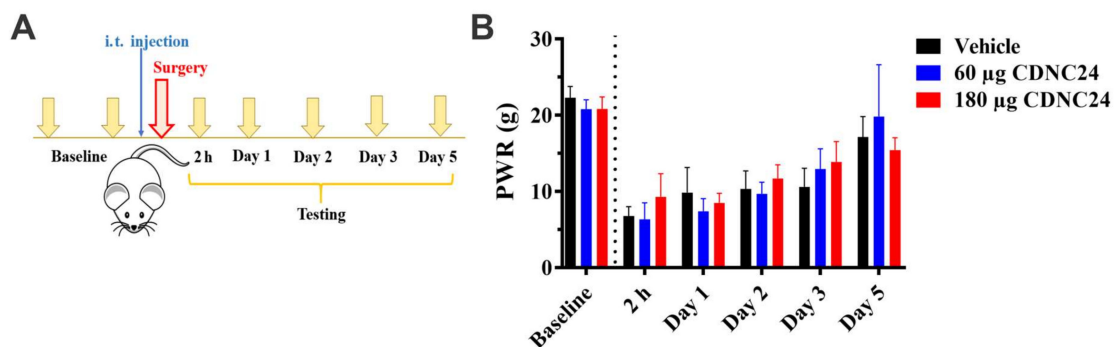 A
i.t. injection
Surgery
Baseline
2 h
Day 1
Day 2
Day 3
Day 5
Testing
B
PWR (g)
30
20
10
0
Baseline
2 h
Day 1
Day 2
Day 3
Day 5
Vehicle
60 µg CDNC24
180 µg CDNC24